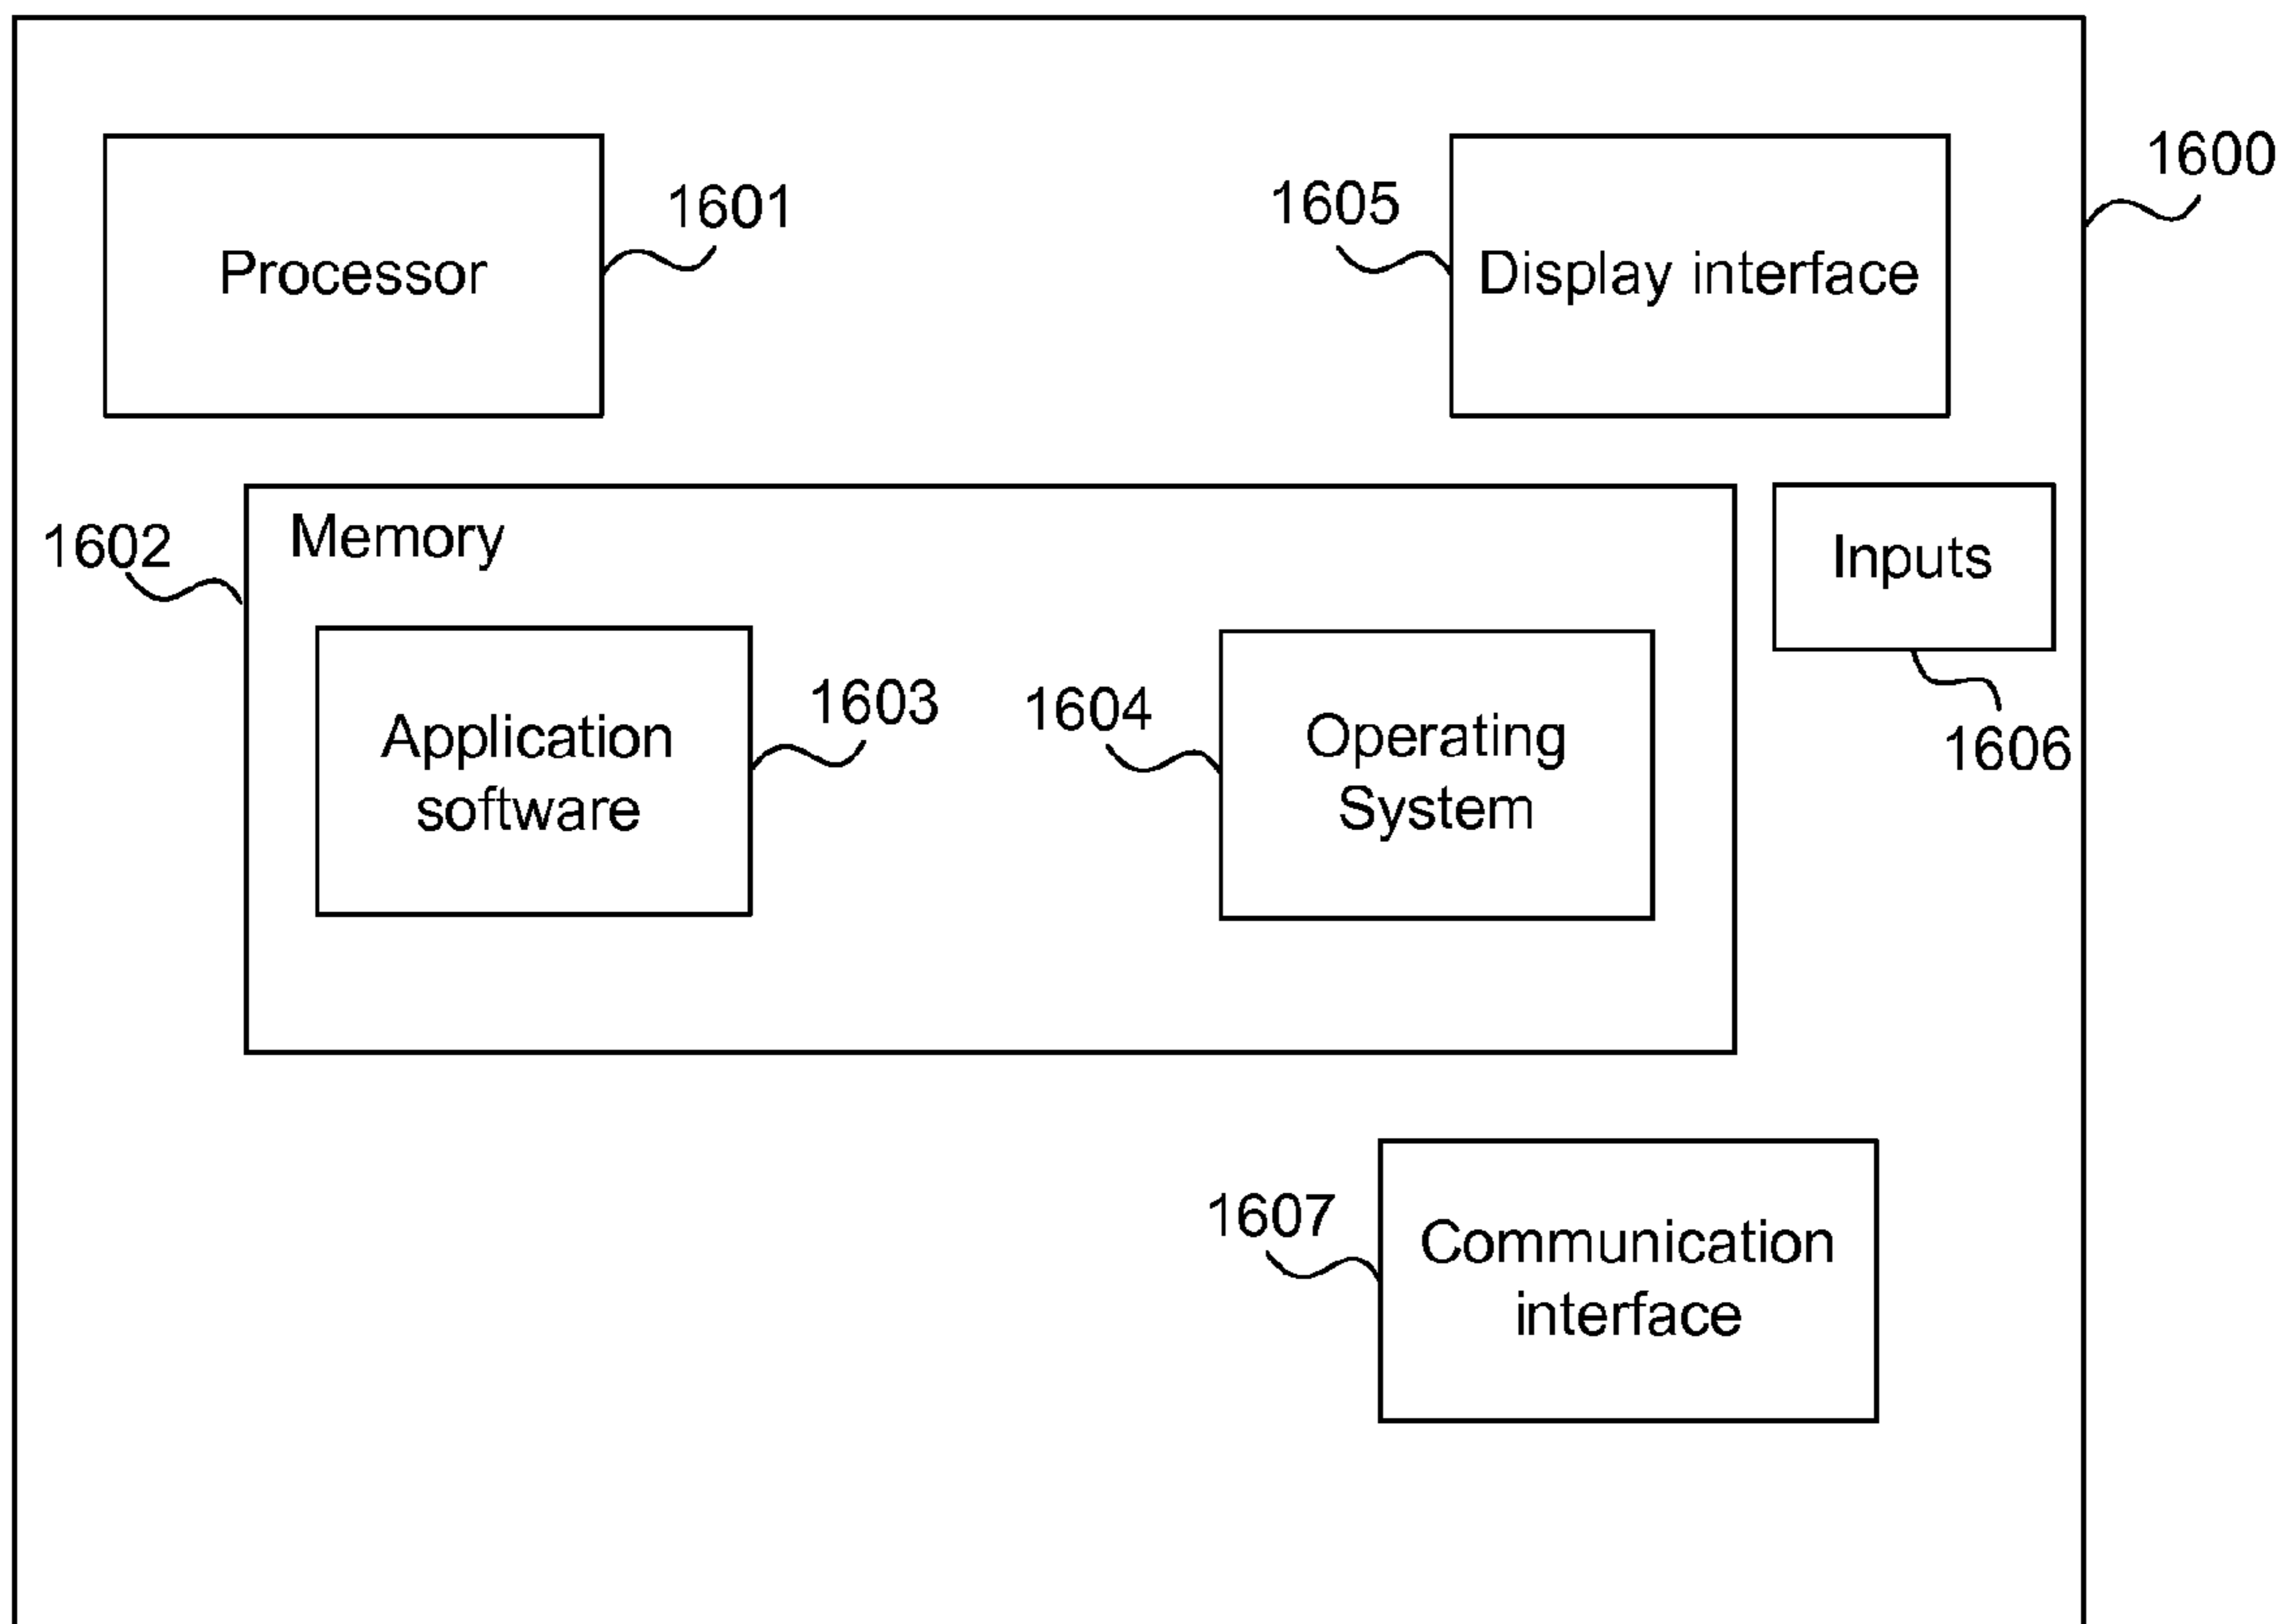 1600
Processor
1601
1605
Display interface
1602
Memory
Inputs
1606
Application
software
1603
1604
Operating
System
1607
Communication
interface